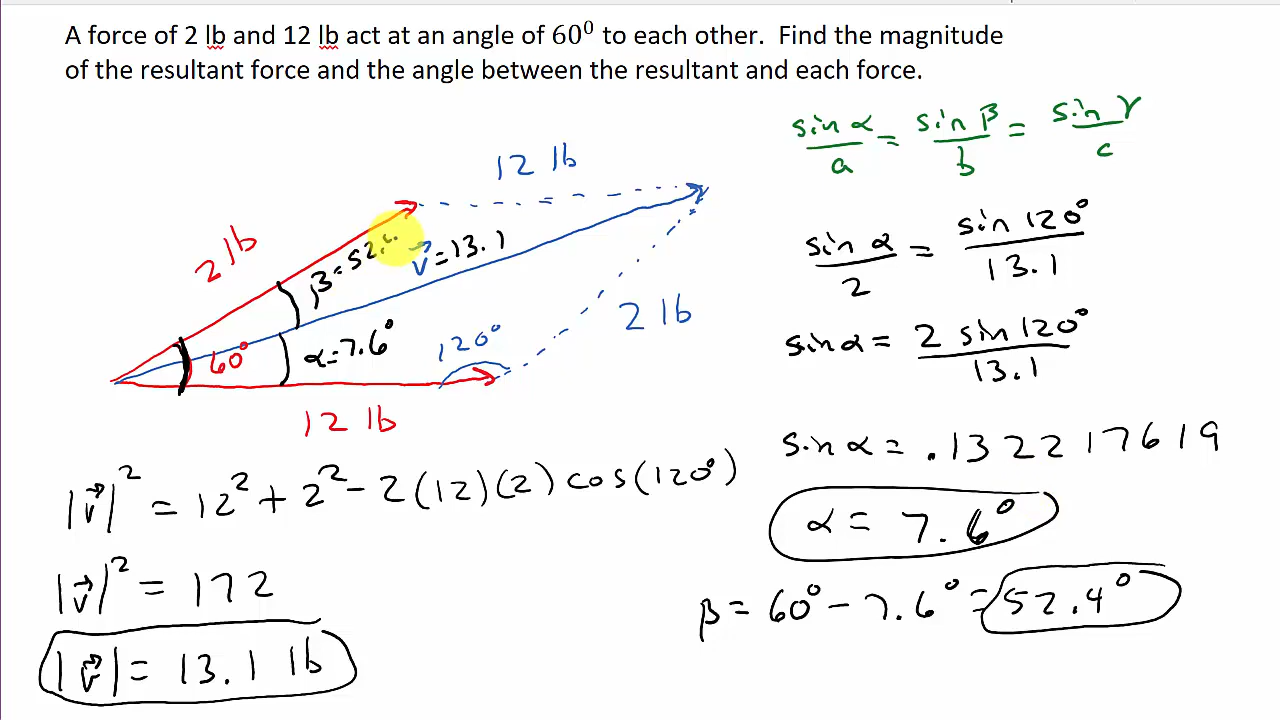 A force of 2 lb and 12 lb act at an angle of 60⁰ to each other. Find the magnitude
of the resultant force and the angle between the resultant and each force.
sin α/a = sin β/b = sin γ/c
12 lb
2 lb
β=52.4
v⃗=13.1
sin α/2 = sin 120°/13.1
2 lb
60°
α=7.6°
120°
sin α = 2 sin 120°/13.1
12 lb
sin α = .132217619
|v⃗|² = 12² + 2² - 2(12)(2) cos(120°)
α = 7.6°
|v⃗|² = 172
β = 60° - 7.6° = 52.4°
|v⃗| = 13.1 lb